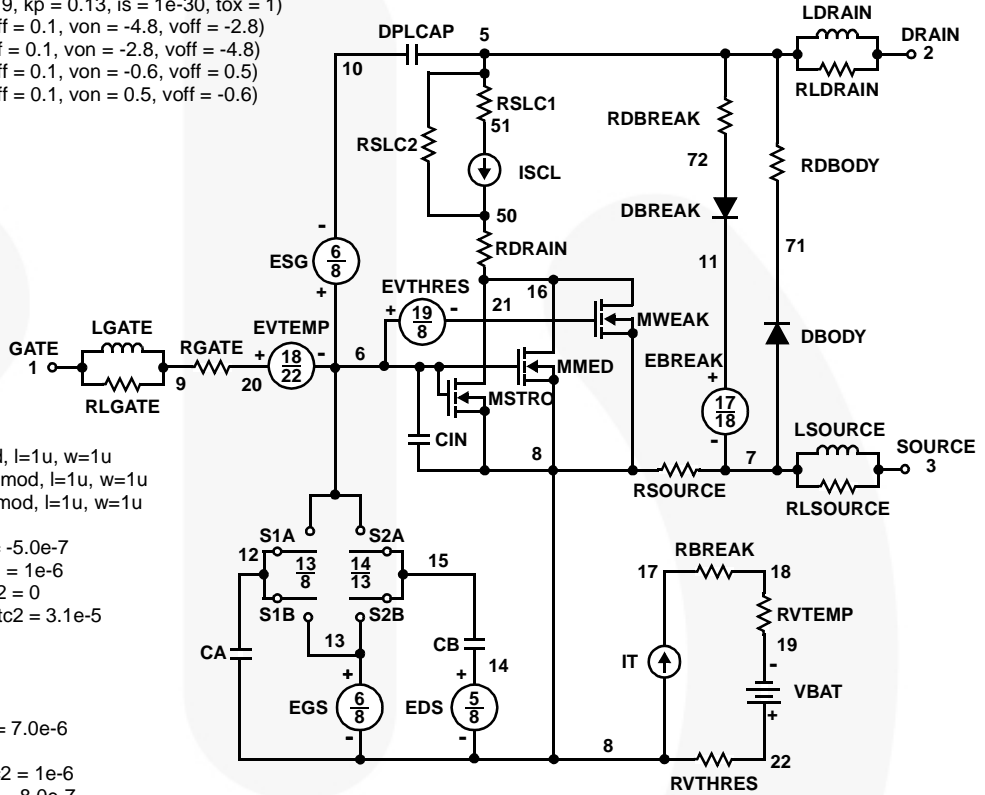 9, kp = 0.13, is = 1e-30, tox = 1)
ff = 0.1, von = -4.8, voff = -2.8)
f = 0.1, von = -2.8, voff = -4.8)
ff = 0.1, von = -0.6, voff = 0.5)
ff = 0.1, von = 0.5, voff = -0.6)
LDRAIN
DPLCAP 5 DRAIN
2
10
RLDRAIN
RSLC1
51
RDBREAK
RSLC2
72
RDBODY
ISCL
DBREAK
50
RDRAIN
71
11
ESG 6 8
- +
EVTHRES
+ 19 8 -
16
21
MWEAK
LGATE
EVTEMP
GATE
1
RGATE
+ 18 22 -
6
MMED
DBODY
EBREAK
+ 17 18 -
9
20
RLGATE
MSTRO
CIN
LSOURCE
8
7
SOURCE
3
RSOURCE
RLSOURCE
d, l=1u, w=1u
mod, l=1u, w=1u
mod, l=1u, w=1u
= -5.0e-7
= 1e-6
2 = 0
tc2 = 3.1e-5
S1A S2A
12
13 8
14 13
15
S1B S2B
13
RBREAK
17 18
RVTEMP
19
CA
CB
14
IT
-
VBAT
+
EGS + 6 8 -
EDS + 5 8 -
8
22
RVTHRES
= 7.0e-6
c2 = 1e-6